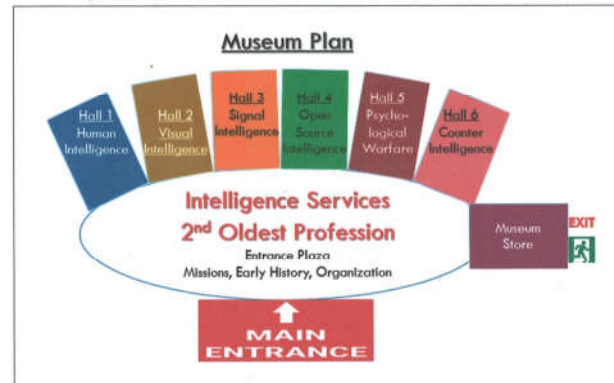 Museum Plan
Hall 1
Human
Intelligence
Hall 2
Visual
Intelligence
Hall 3
Signal
Intelligence
Hall 4
Open
Source
Intelligence
Hall 5
Psycho-
logical
Warfare
Hall 6
Counter
Intelligence
Intelligence Services
2nd Oldest Profession
Entrance Plaza
Missions, Early History, Organization
Museum
Store
EXIT
MAIN
ENTRANCE